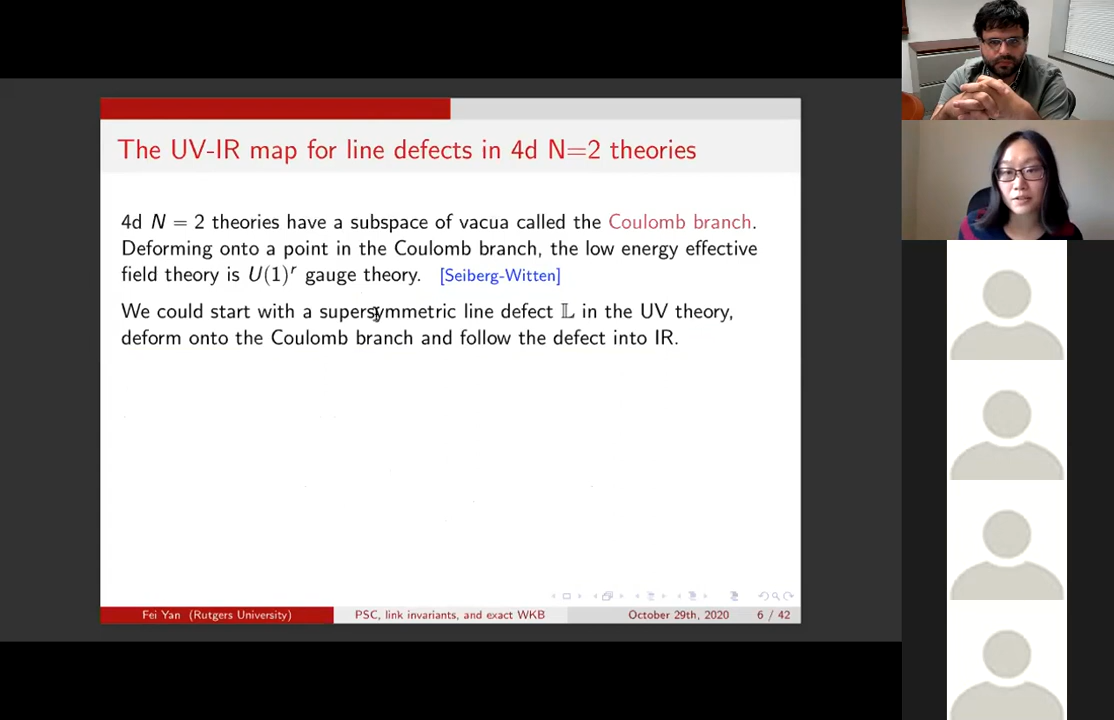 The UV-IR map for line defects in 4d N=2 theories
4d N = 2 theories have a subspace of vacua called the Coulomb branch.
Deforming onto a point in the Coulomb branch, the low energy effective
field theory is U(1)^r gauge theory. [Seiberg-Witten]
We could start with a supersymmetric line defect 𝕃 in the UV theory,
deform onto the Coulomb branch and follow the defect into IR.
Fei Yan (Rutgers University) PSC, link invariants, and exact WKB October 29th, 2020 6 / 42